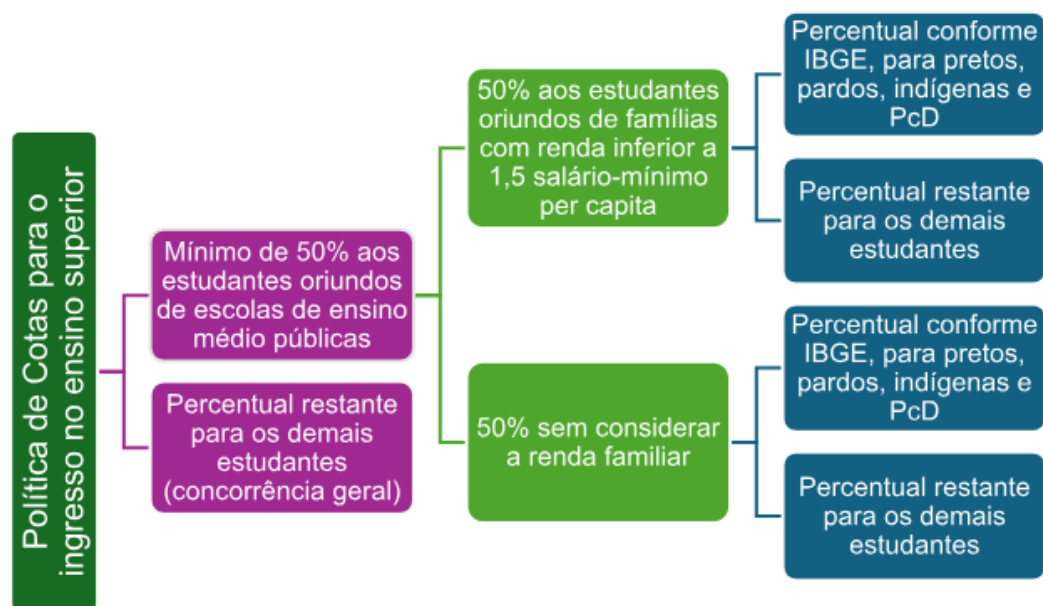 Política de Cotas para o
ingresso no ensino superior
Mínimo de 50% aos
estudantes oriundos
de escolas de ensino
médio públicas
Percentual restante
para os demais
estudantes
(concorrência geral)
50% aos estudantes
oriundos de famílias
com renda inferior a
1,5 salário-mínimo
per capita
50% sem considerar
a renda familiar
Percentual conforme
IBGE, para pretos,
pardos, indígenas e
PcD
Percentual restante
para os demais
estudantes
Percentual conforme
IBGE, para pretos,
pardos, indígenas e
PcD
Percentual restante
para os demais
estudantes